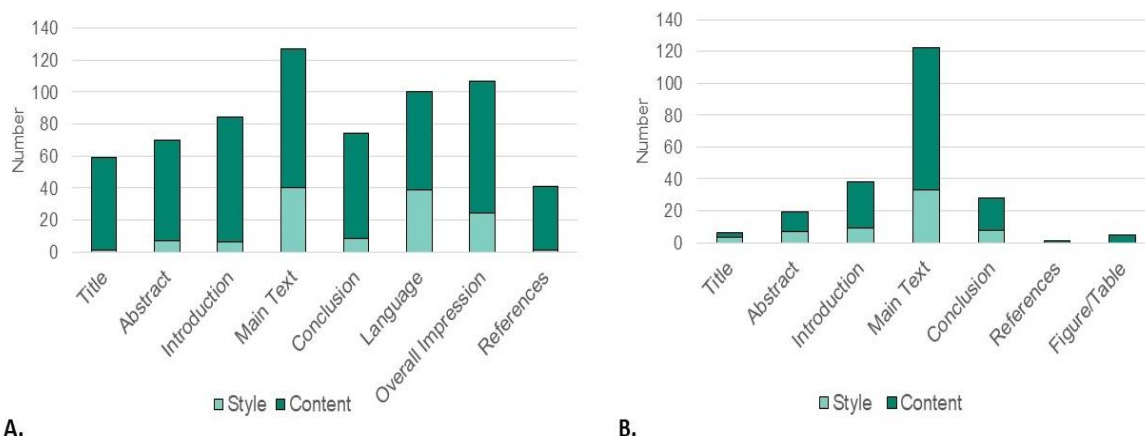 140
120
100
80
60
40
20
0
Number
Title
Abstract
Introduction
Main Text
Conclusion
Language
Overall Impression
References
Style Content
A.
140
120
100
80
60
40
20
0
Number
Title
Abstract
Introduction
Main Text
Conclusion
References
Figure/Table
Style Content
B.